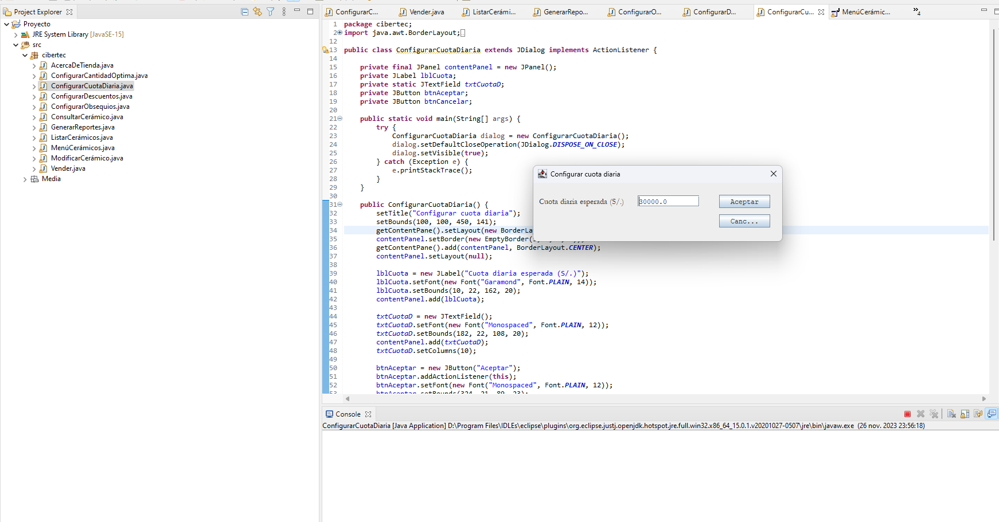 Project Explorer
Proyecto
JRE System Library [JavaSE-15]
src
cibertec
AcercaDeTienda.java
ConfigurarCantidadOptima.java
ConfigurarCuotaDiaria.java
ConfigurarDescuentos.java
ConfigurarObsequios.java
ConsultarCerámico.java
GenerarReportes.java
ListarCerámicos.java
MenúCerámicos.java
ModificarCerámico.java
Vender.java
Media
ConfigurarC... Vender.java ListarCerámi... GenerarRepo... ConfigurarO... ConfigurarD... ConfigurarCu... MenúCerámic... »4
1 package cibertec;
2 import java.awt.BorderLayout;
12
13 public class ConfigurarCuotaDiaria extends JDialog implements ActionListener {
14
15 private final JPanel contentPanel = new JPanel();
16 private JLabel lblCuota;
17 private static JTextField txtCuotaD;
18 private JButton btnAceptar;
19 private JButton btnCancelar;
20
21 public static void main(String[] args) {
22 try {
23 ConfigurarCuotaDiaria dialog = new ConfigurarCuotaDiaria();
24 dialog.setDefaultCloseOperation(JDialog.DISPOSE_ON_CLOSE);
25 dialog.setVisible(true);
26 } catch (Exception e) {
27 e.printStackTrace();
28 }
29 }
30
31 public ConfigurarCuotaDiaria() {
32 setTitle("Configurar cuota diaria");
33 setBounds(100, 100, 450, 141);
34 getContentPane().setLayout(new BorderLa
35 contentPanel.setBorder(new EmptyBorder(
36 getContentPane().add(contentPanel, BorderLayout.CENTER);
37 contentPanel.setLayout(null);
38
39 lblCuota = new JLabel("Cuota diaria esperada (S/.)");
40 lblCuota.setFont(new Font("Garamond", Font.PLAIN, 14));
41 lblCuota.setBounds(10, 22, 162, 20);
42 contentPanel.add(lblCuota);
43
44 txtCuotaD = new JTextField();
45 txtCuotaD.setFont(new Font("Monospaced", Font.PLAIN, 12));
46 txtCuotaD.setBounds(182, 22, 108, 20);
47 contentPanel.add(txtCuotaD);
48 txtCuotaD.setColumns(10);
49
50 btnAceptar = new JButton("Aceptar");
51 btnAceptar.addActionListener(this);
52 btnAceptar.setFont(new Font("Monospaced", Font.PLAIN, 12));
53 btnAceptar.setBounds(324, 21, 89, 23);
Configurar cuota diaria
Cuota diaria esperada (S/.) 30000.0 Aceptar
Canc...
Console
ConfigurarCuotaDiaria [Java Application] D:\Program Files\IDLEs\eclipse\plugins\org.eclipse.justj.openjdk.hotspot.jre.full.win32.x86_64_15.0.1.v20201027-0507\jre\bin\javaw.exe (26 nov. 2023 23:56:18)